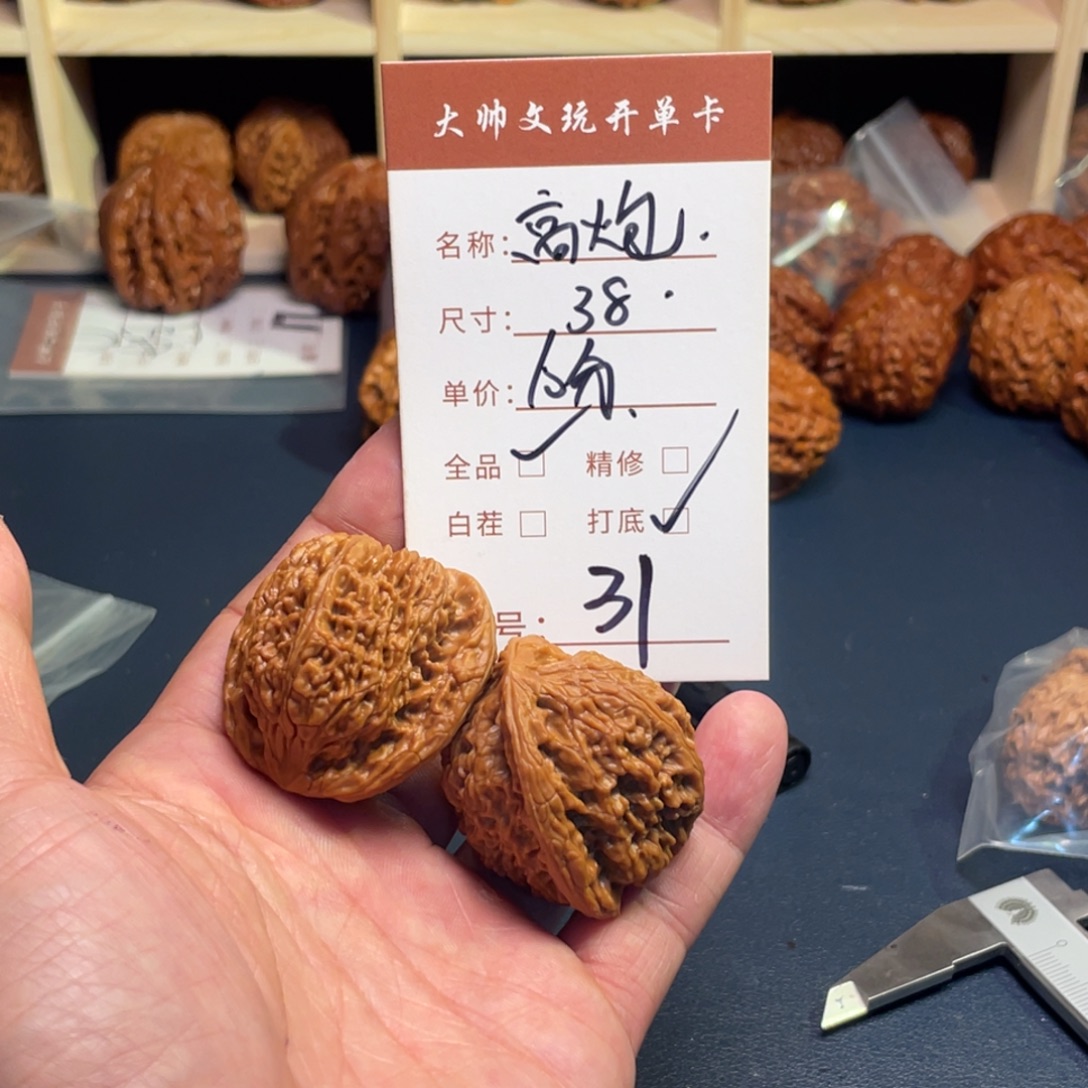 大帅文玩开单卡
名称：高炮.
尺寸：38.
单价：
全品 ☑ 精修 □
白茬 □ 打底 ☑
号：31